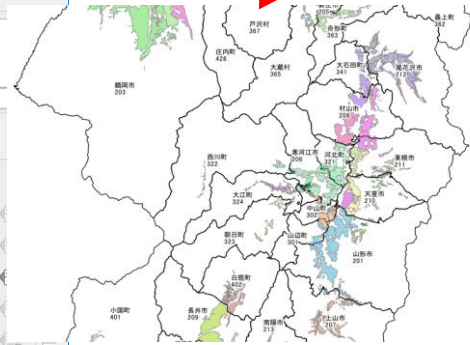 戸沢村
367
舟形町
363
最上町
362
庄内町
428
大蔵村
365
大石田町
341
尾花沢市
212
鶴岡市
203
村山市
208
西川町
322
寒河江市
206
河北町
321
東根市
211
大江町
324
中山町
302
天童市
210
朝日町
323
山辺町
301
山形市
201
白鷹町
402
小国町
401
長井市
209
南陽市
213
上山市
207